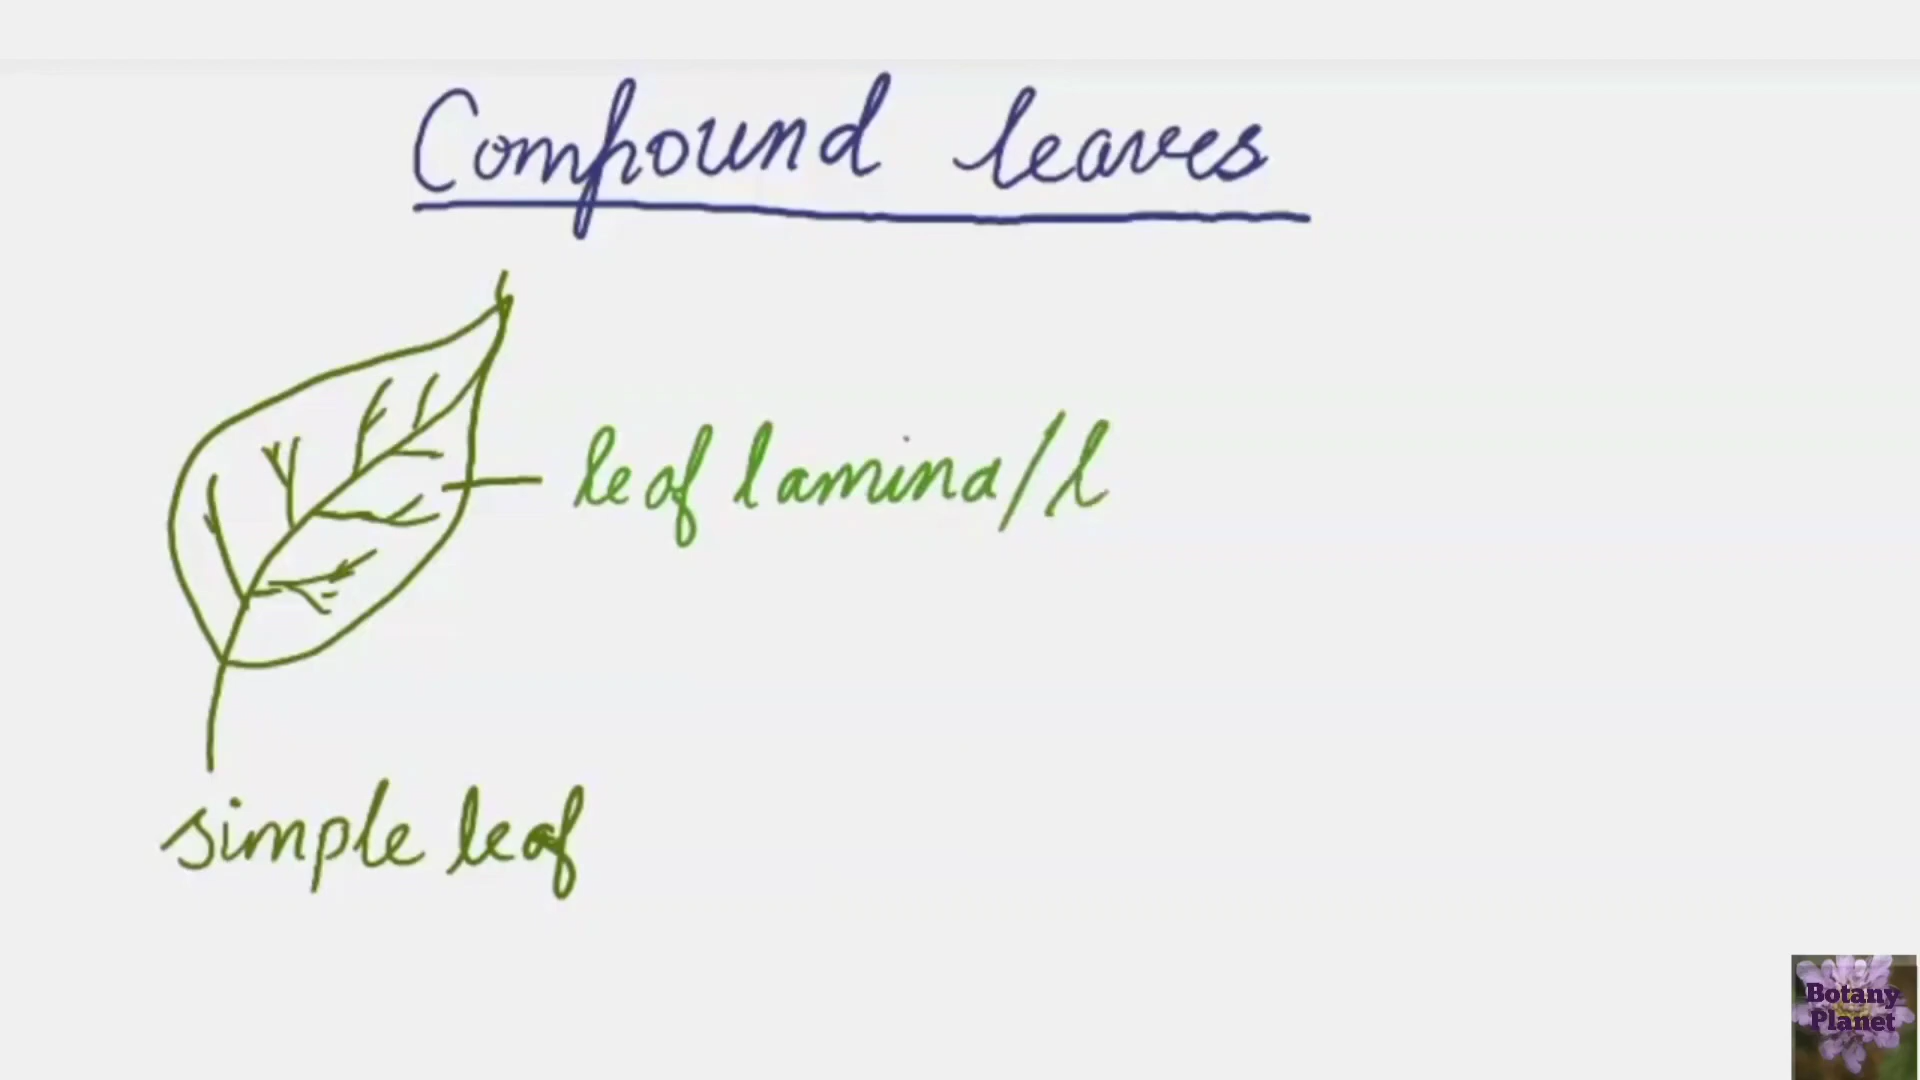 Compound leaves
leaf lamina/l
simple leaf
Botany
Planet